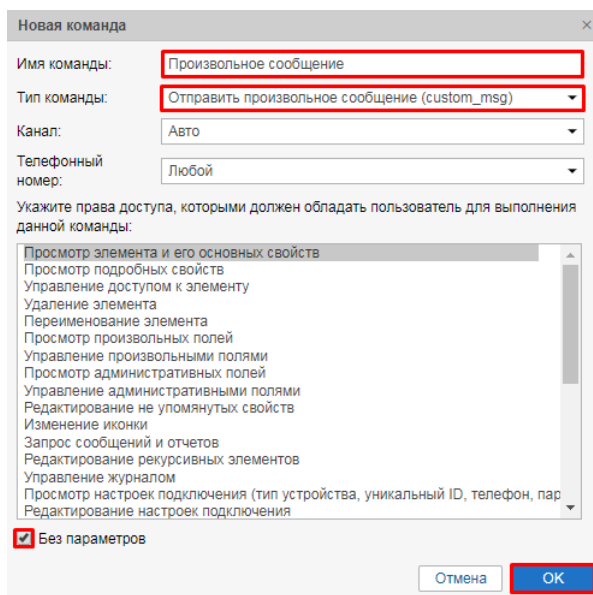 Новая команда
Имя команды: Произвольное сообщение
Тип команды: Отправить произвольное сообщение (custom_msg)
Канал: Авто
Телефонный
номер: Любой
Укажите права доступа, которыми должен обладать пользователь для выполнения
данной команды:
Просмотр элемента и его основных свойств
Просмотр подробных свойств
Управление доступом к элементу
Удаление элемента
Переименование элемента
Просмотр произвольных полей
Управление произвольными полями
Просмотр административных полей
Управление административными полями
Редактирование не упомянутых свойств
Изменение иконки
Запрос сообщений и отчетов
Редактирование рекурсивных элементов
Управление журналом
Просмотр настроек подключения (тип устройства, уникальный ID, телефон, пар
Редактирование настроек подключения
Без параметров
Отмена OK